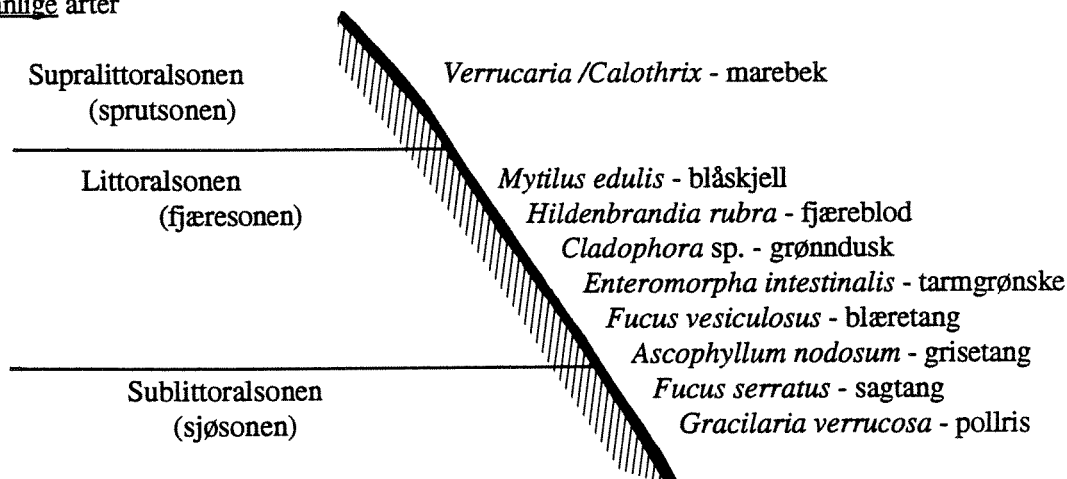 anlige arter
Supralittoralsonen
(sprutsonen)
Verrucaria /Calothrix - marebek
Littoralsonen
(fjæresonen)
Mytilus edulis - blåskjell
Hildenbrandia rubra - fjæreblod
Cladophora sp. - grønndusk
Enteromorpha intestinalis - tarmgrønske
Fucus vesiculosus - blæretang
Ascophyllum nodosum - grisetang
Sublittoralsonen
(sjøsonen)
Fucus serratus - sagtang
Gracilaria verrucosa - pollris